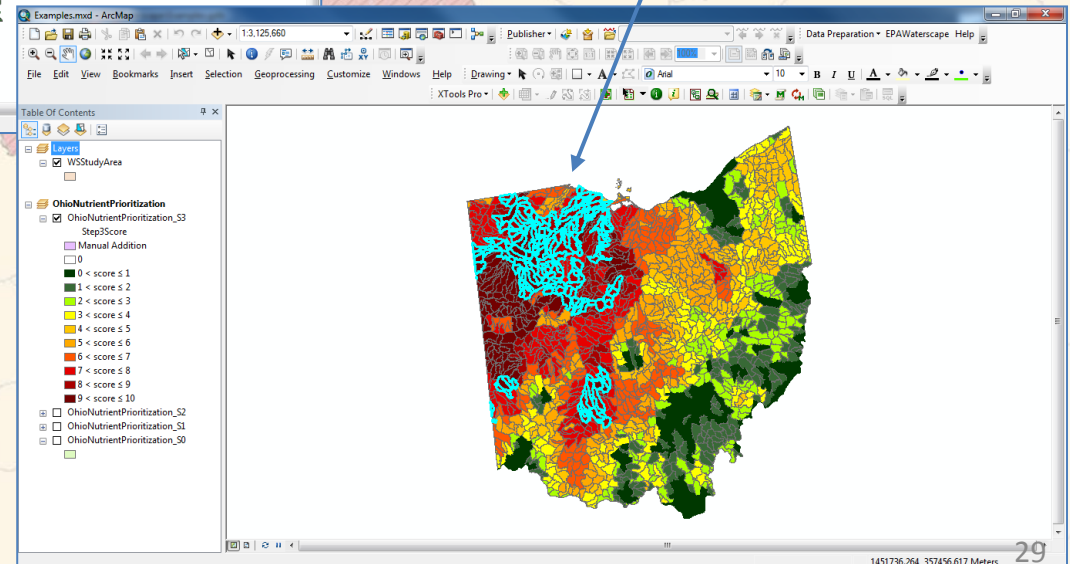 Examples.mxd - ArcMap
1:3,125,660
Publisher
Data Preparation
EPAWaterscape
Help
100%
File Edit View Bookmarks Insert Selection Geoprocessing Customize Windows Help
Drawing
A
Arial
10
B I U A
XTools Pro
Table Of Contents
Layers
WSStudyArea
OhioNutrientPrioritization
OhioNutrientPrioritization_S3
Step3Score
Manual Addition
0
0 < score ≤ 1
1 < score ≤ 2
2 < score ≤ 3
3 < score ≤ 4
4 < score ≤ 5
5 < score ≤ 6
6 < score ≤ 7
7 < score ≤ 8
8 < score ≤ 9
9 < score ≤ 10
OhioNutrientPrioritization_S2
OhioNutrientPrioritization_S1
OhioNutrientPrioritization_S0
1451736.264 357456.617 Meters
29